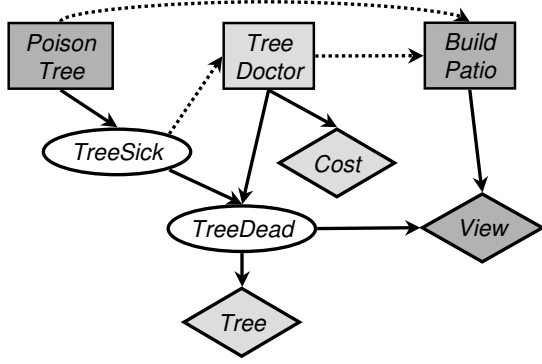 Poison
Tree
Tree
Doctor
Build
Patio
TreeSick
Cost
TreeDead
View
Tree